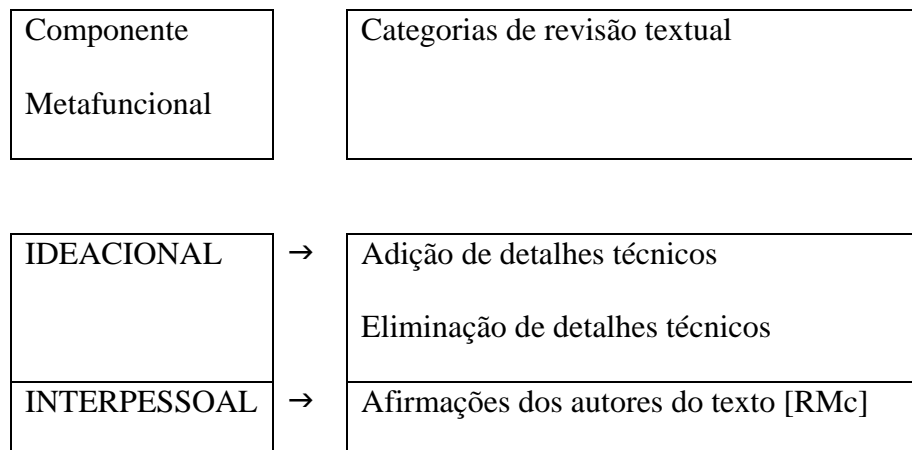 Componente Categorias de revisão textual
Metafuncional
IDEACIONAL → Adição de detalhes técnicos
Eliminação de detalhes técnicos
INTERPESSOAL → Afirmações dos autores do texto [RMc]